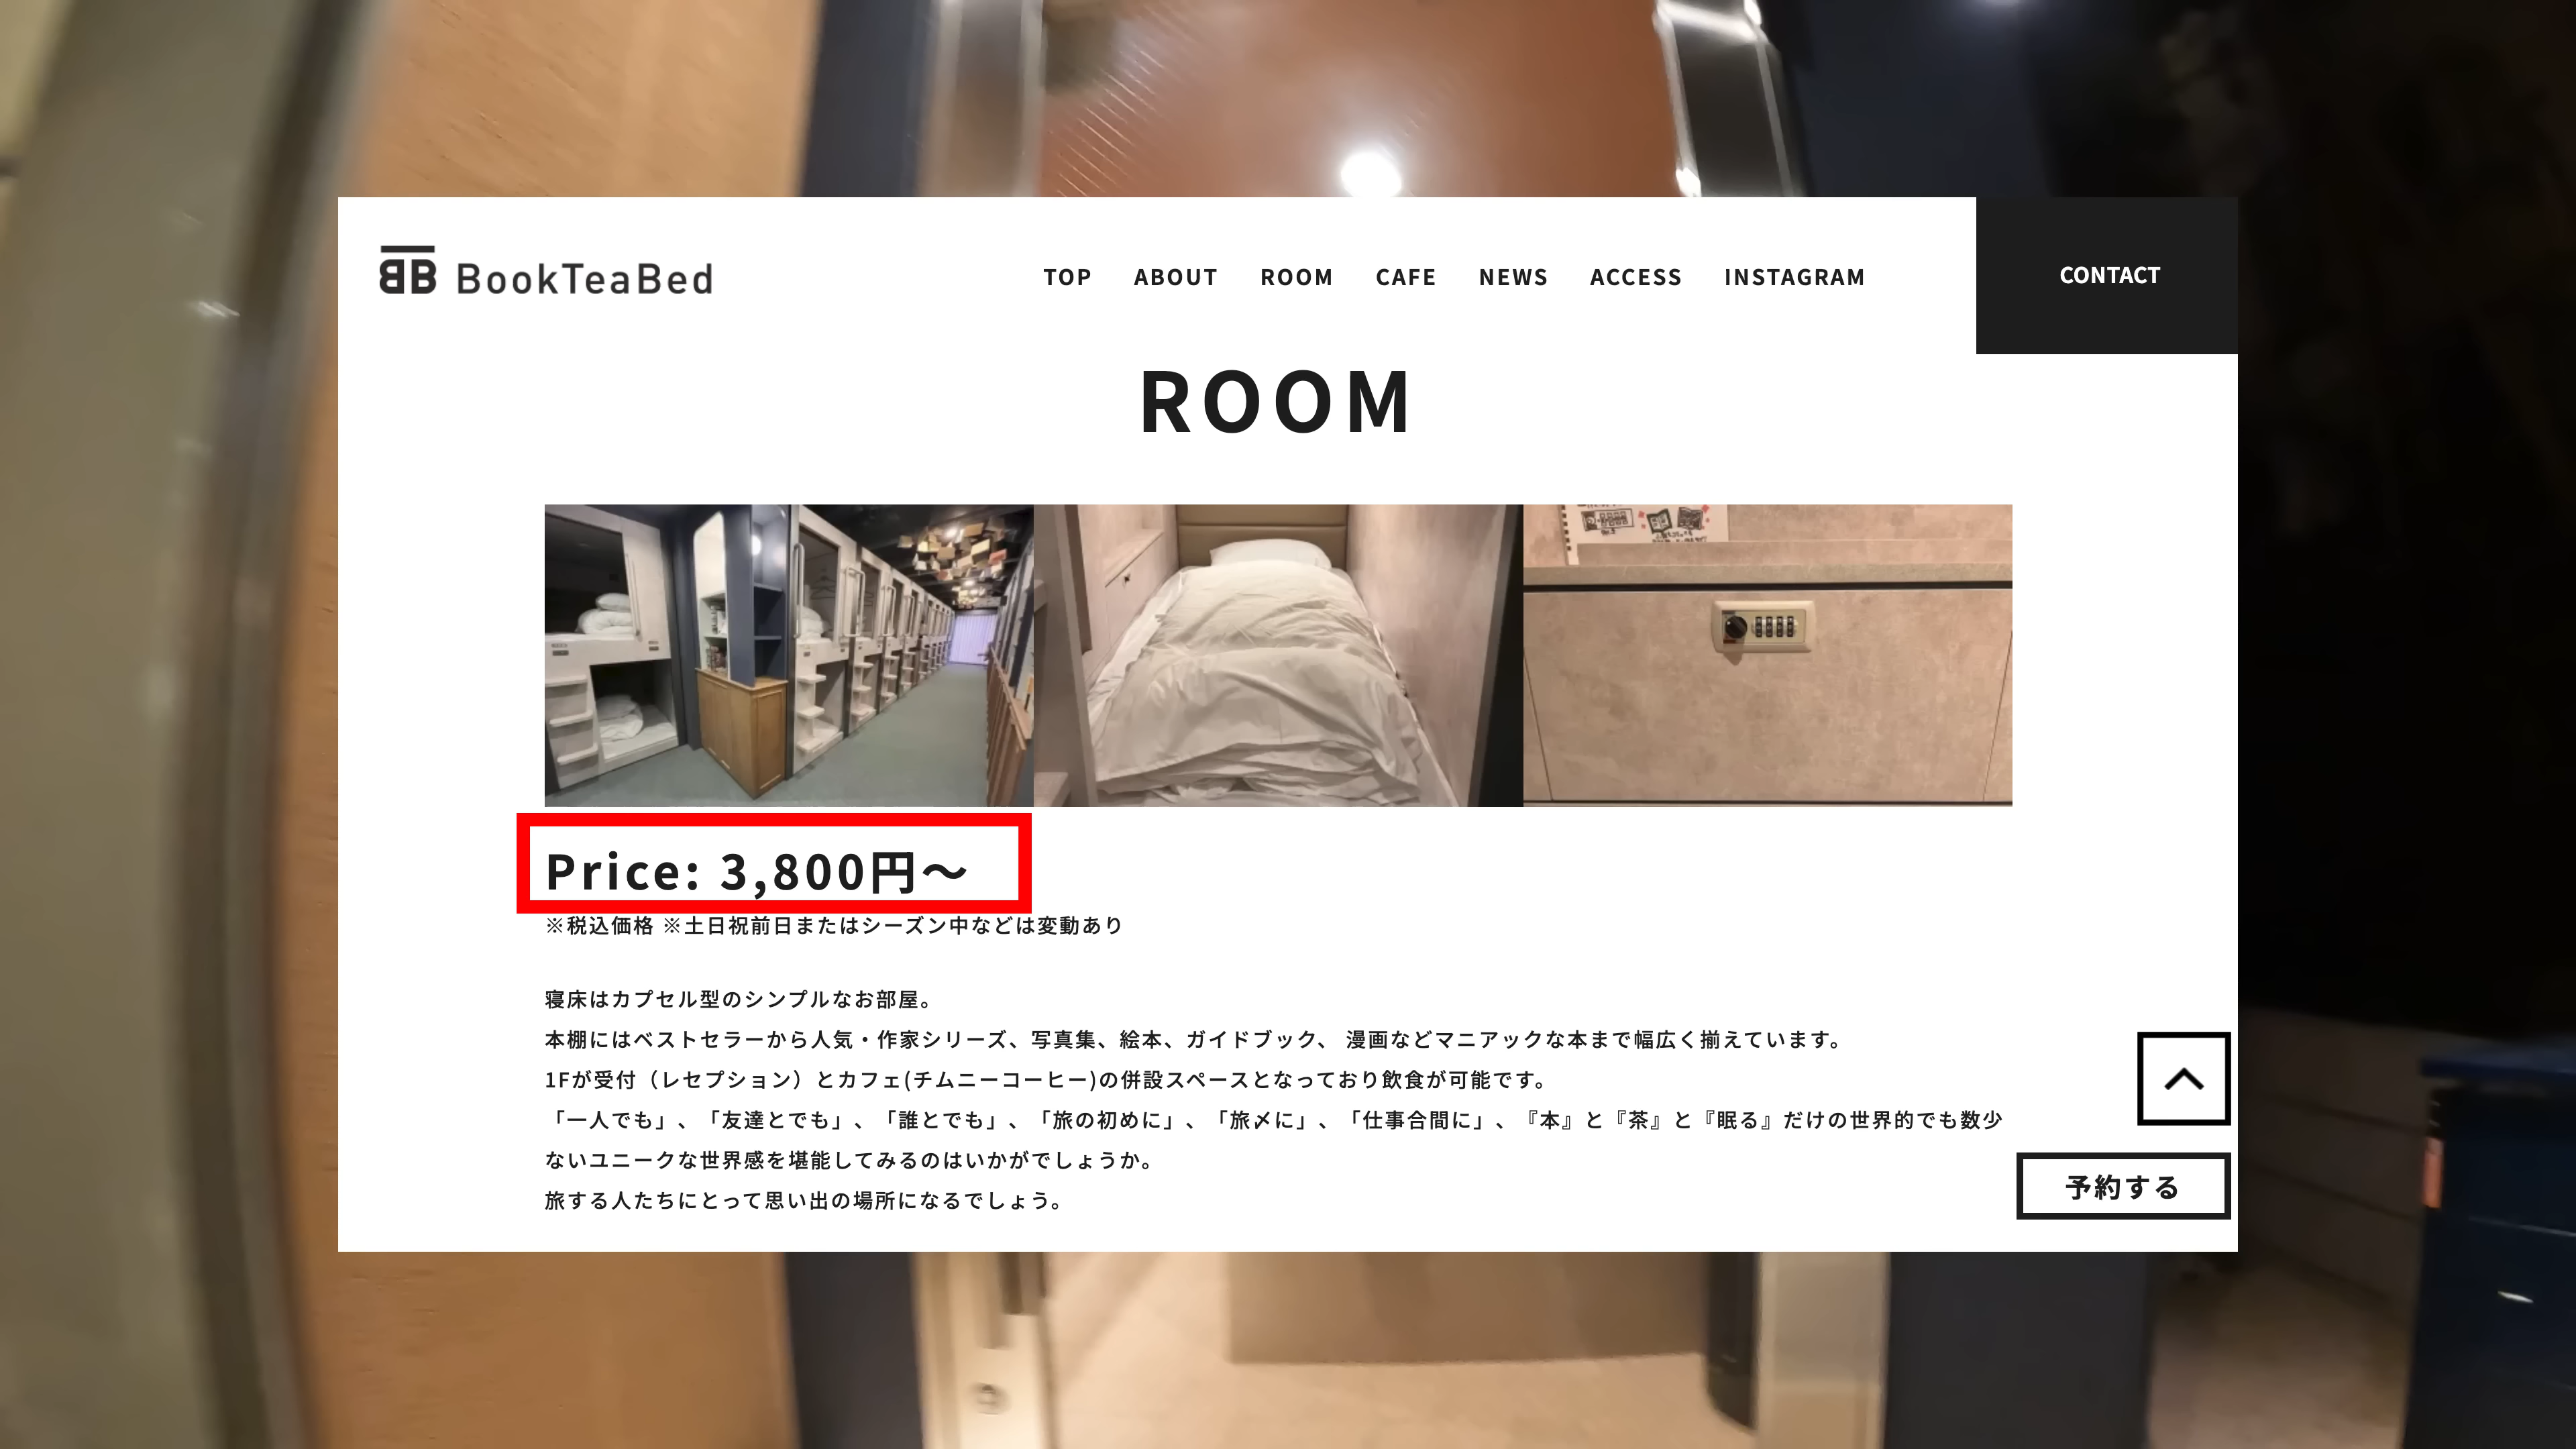 BB BookTeaBed
TOP ABOUT ROOM CAFE NEWS ACCESS INSTAGRAM
CONTACT
ROOM
Price: 3,800円〜
※税込価格 ※土日祝前日またはシーズン中などは変動あり
寝床はカプセル型のシンプルなお部屋。
本棚にはベストセラーから人気・作家シリーズ、写真集、絵本、ガイドブック、 漫画などマニアックな本まで幅広く揃えています。
1Fが受付（レセプション）とカフェ(チムニーコーヒー)の併設スペースとなっており飲食が可能です。
「一人でも」、「友達とでも」、「誰とでも」、「旅の初めに」、「旅〆に」、「仕事合間に」、『本』と『茶』と『眠る』だけの世界的でも数少
ないユニークな世界感を堪能してみるのはいかがでしょうか。
旅する人たちにとって思い出の場所になるでしょう。
予約する